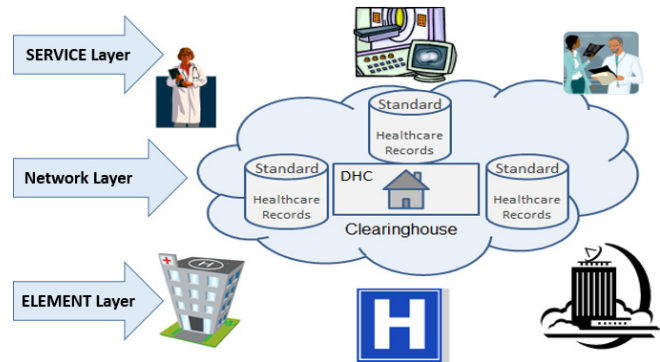 SERVICE Layer
Standard
Healthcare
Records
Network Layer
Standard
Healthcare
Records
DHC
Standard
Healthcare
Records
Clearinghouse
ELEMENT Layer
H
H